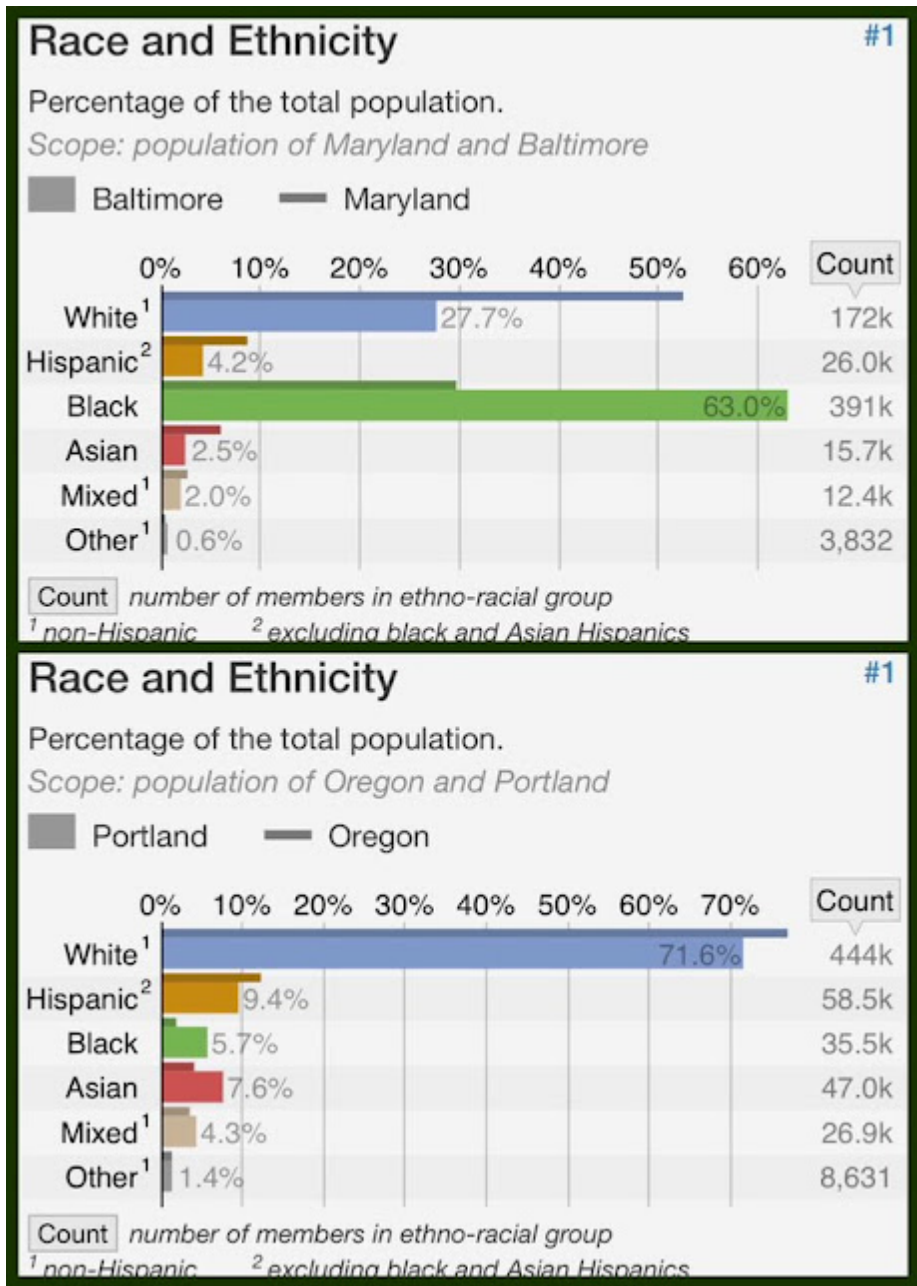 Race and Ethnicity #1
Percentage of the total population.
Scope: population of Maryland and Baltimore
Baltimore Maryland
0% 10% 20% 30% 40% 50% 60% Count
White¹ 27.7% 172k
Hispanic² 4.2% 26.0k
Black 63.0% 391k
Asian 2.5% 15.7k
Mixed¹ 2.0% 12.4k
Other¹ 0.6% 3,832
Count number of members in ethno-racial group
¹ non-Hispanic ² excluding black and Asian Hispanics
Race and Ethnicity #1
Percentage of the total population.
Scope: population of Oregon and Portland
Portland Oregon
0% 10% 20% 30% 40% 50% 60% 70% Count
White¹ 71.6% 444k
Hispanic² 9.4% 58.5k
Black 5.7% 35.5k
Asian 7.6% 47.0k
Mixed¹ 4.3% 26.9k
Other¹ 1.4% 8,631
Count number of members in ethno-racial group
¹ non-Hispanic ² excluding black and Asian Hispanics